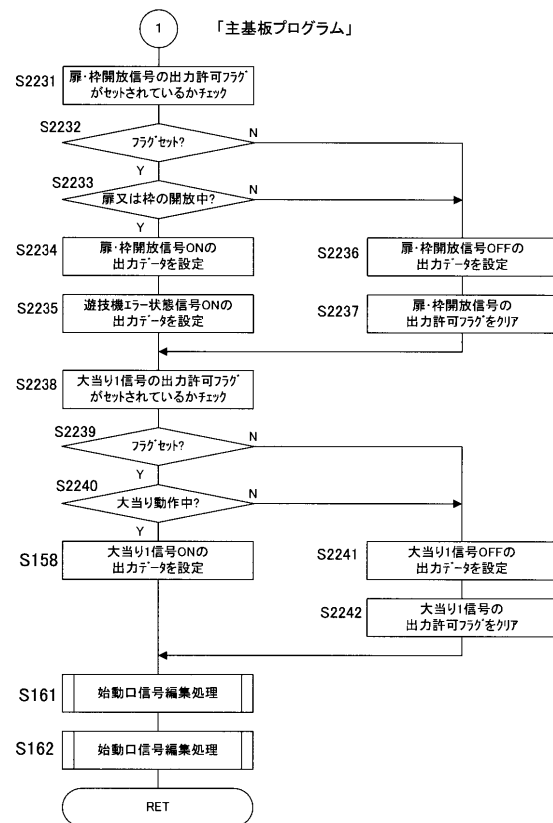 1
「主基板プログラム」
S2231
扉・枠開放信号の出力許可フラグ
がセットされているかチェック
S2232
フラグセット?
N
Y
S2233
扉又は枠の開放中?
N
Y
S2234
扉・枠開放信号ONの
出力データを設定
S2236
扉・枠開放信号OFFの
出力データを設定
S2235
遊技機エラー状態信号ONの
出力データを設定
S2237
扉・枠開放信号の
出力許可フラグをクリア
S2238
大当り1信号の出力許可フラグ
がセットされているかチェック
S2239
フラグセット?
N
Y
S2240
大当り動作中?
N
Y
S158
大当り1信号ONの
出力データを設定
S2241
大当り1信号OFFの
出力データを設定
S2242
大当り1信号の
出力許可フラグをクリア
S161
始動口信号編集処理
S162
始動口信号編集処理
RET